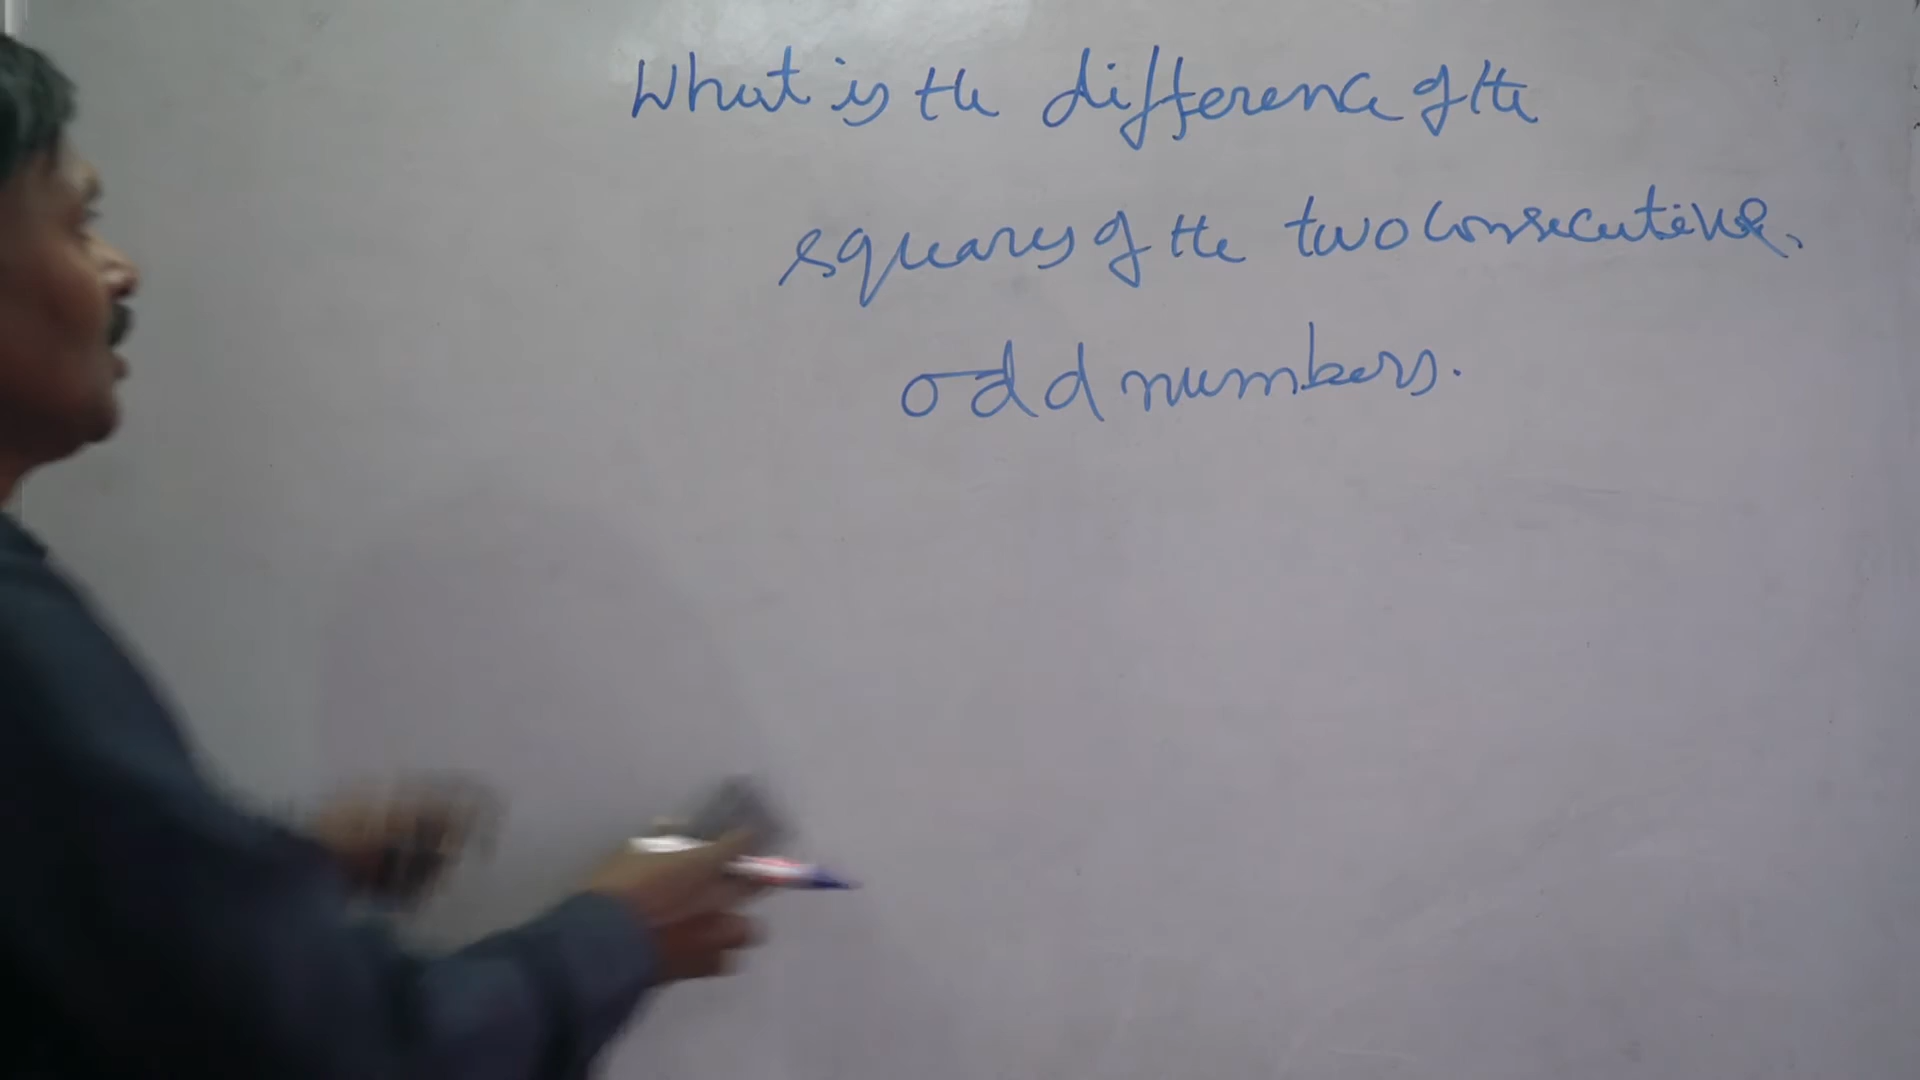 What is the difference of the
squares of the two consecutive
odd numbers.